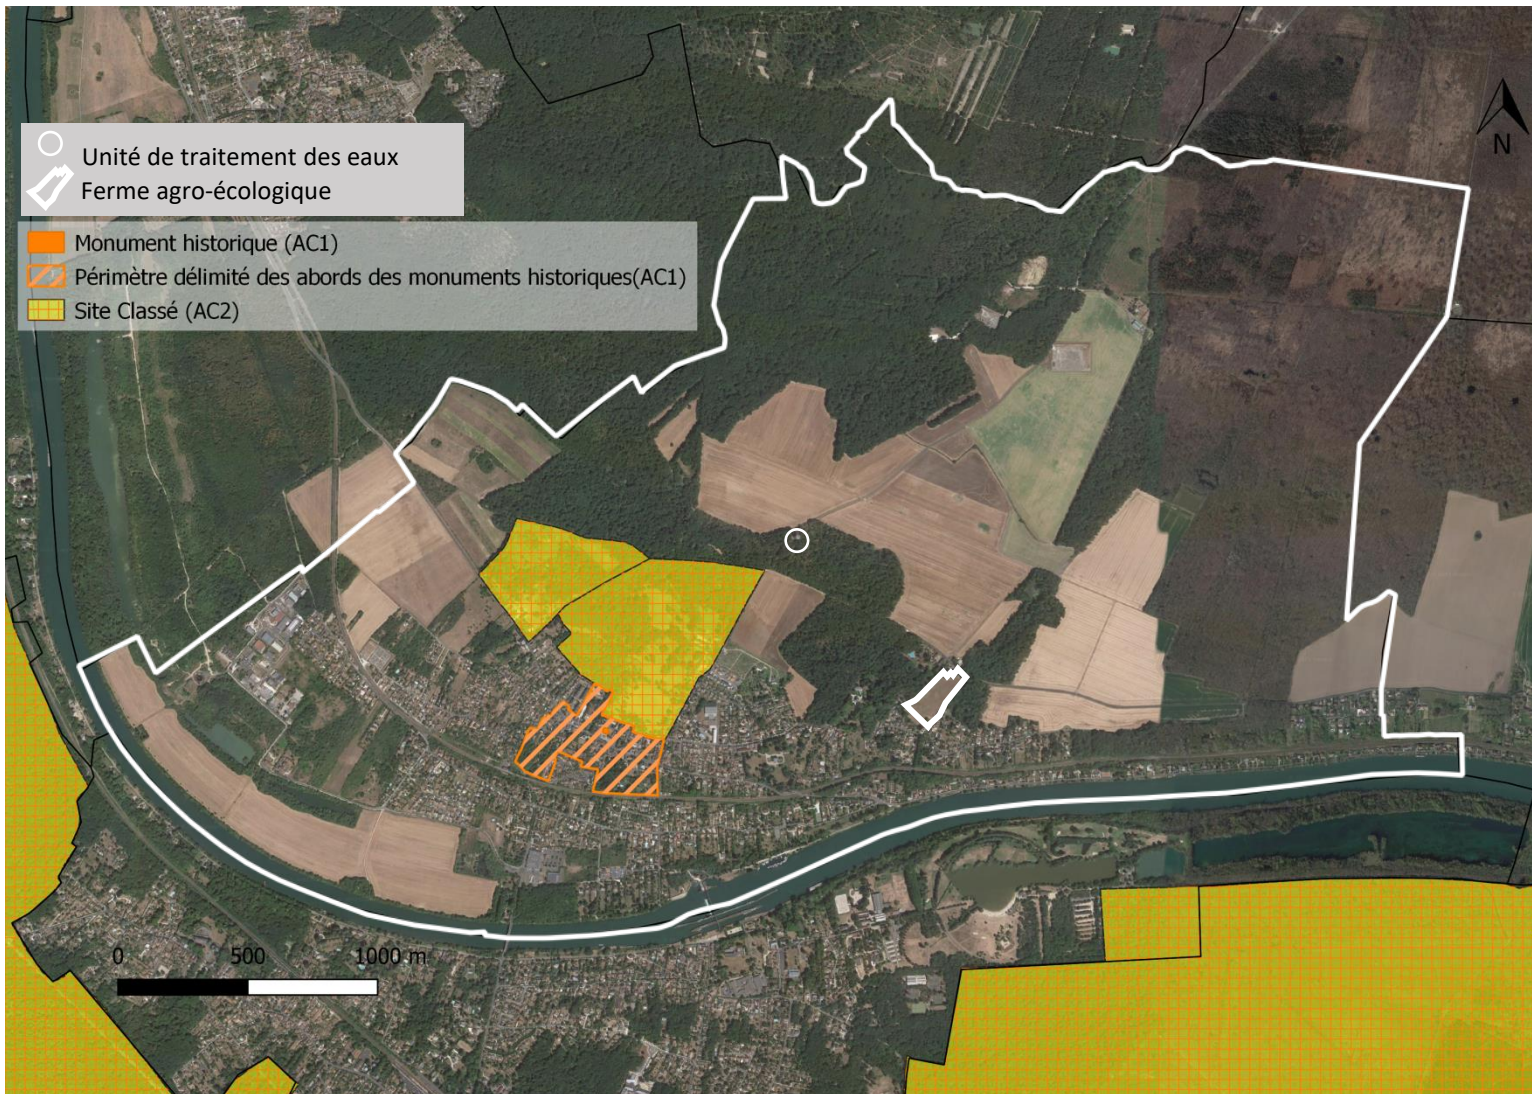 N
Unité de traitement des eaux
Ferme agro-écologique
Monument historique (AC1)
Périmètre délimité des abords des monuments historiques(AC1)
Site Classé (AC2)
0 500 1000 m